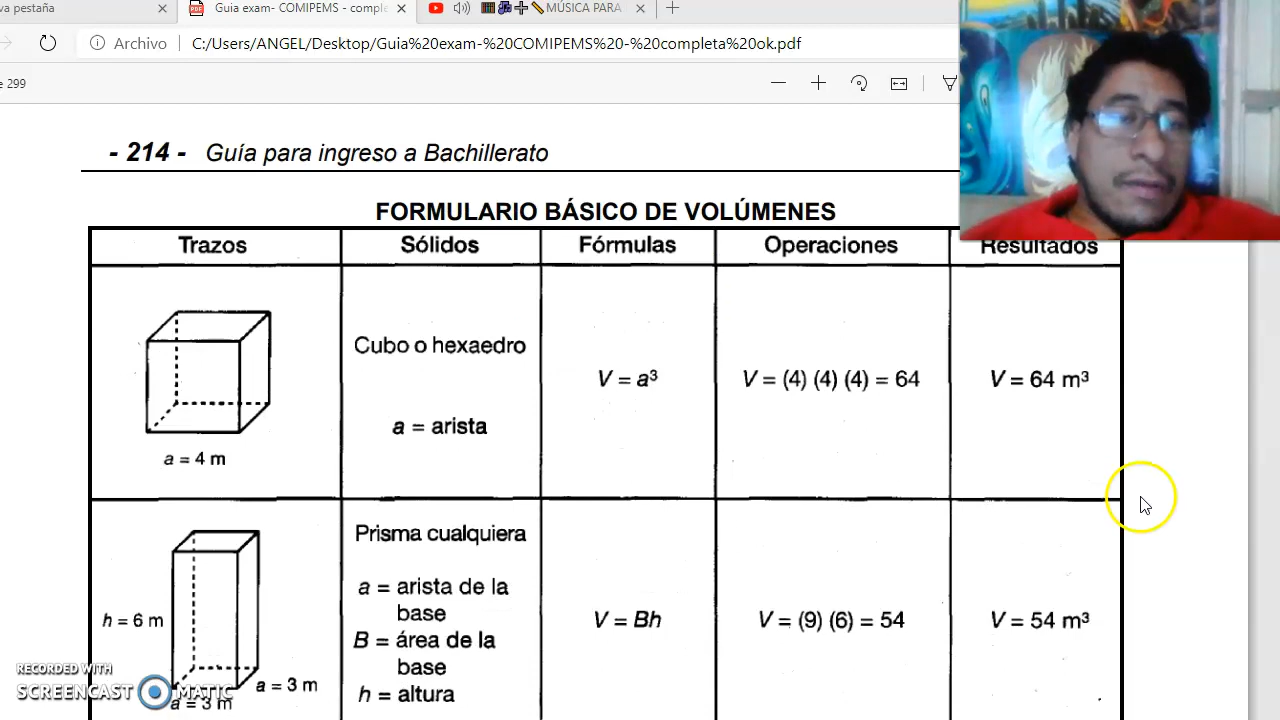 va pestaña
Guia exam- COMIPEMS - comple
MÚSICA PARA
Archivo
C:/Users/ANGEL/Desktop/Guia%20exam-%20COMIPEMS%20-%20completa%20ok.pdf
e 299
- 214 - Guía para ingreso a Bachillerato
FORMULARIO BÁSICO DE VOLÚMENES
Trazos Sólidos Fórmulas Operaciones Resultados
Cubo o hexaedro
V = a³ V = (4) (4) (4) = 64 V = 64 m³
a = arista
a = 4 m
Prisma cualquiera
a = arista de la
base
h = 6 m V = Bh V = (9) (6) = 54 V = 54 m³
B = área de la
base
h = altura
a = 3 m
a = 3 m
RECORDED WITH
SCREENCAST MATIC